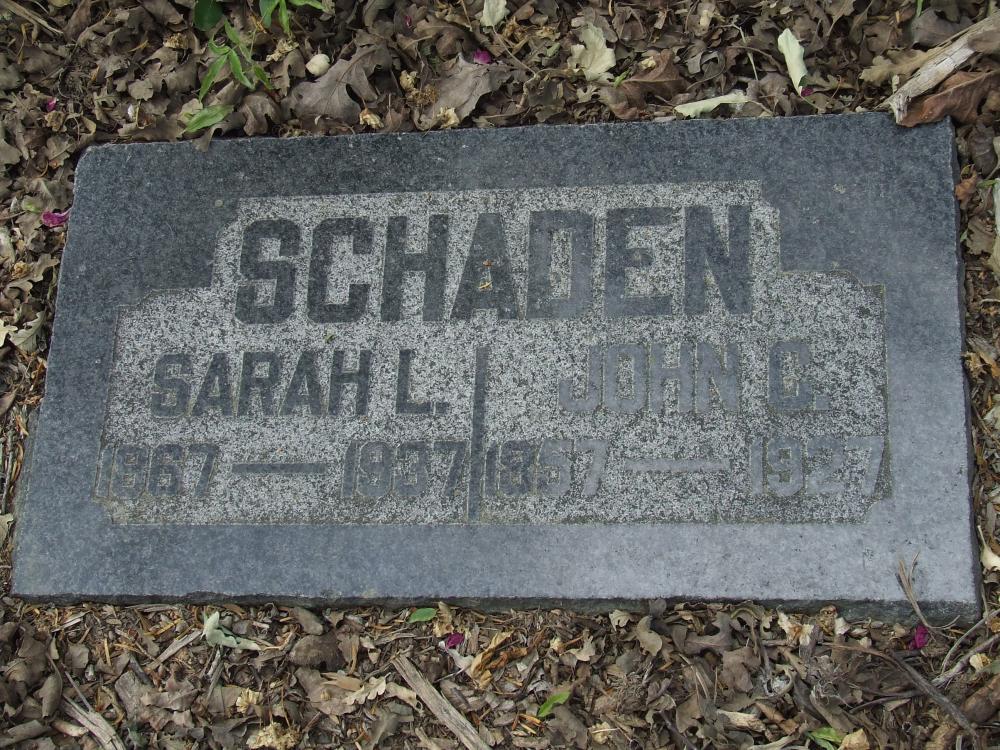 SCHADEN
SARAH L.
1867 — 1937
JOHN C.
1857 — 1927